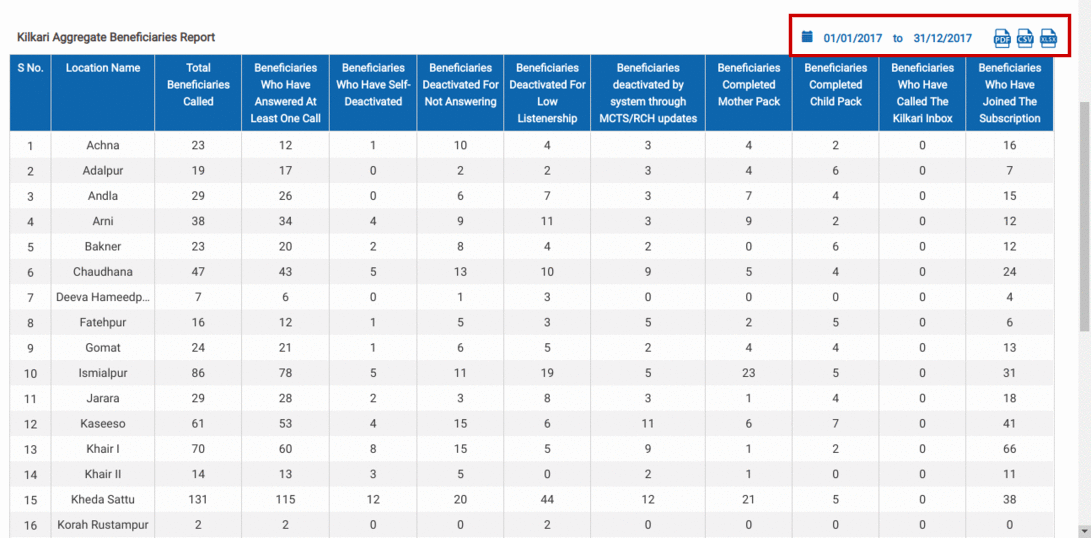 Kilkari Aggregate Beneficiaries Report 01/01/2017 to 31/12/2017 PDF CSV XLSX
S No. Location Name Total Beneficiaries Called Beneficiaries Who Have Answered At Least One Call Beneficiaries Who Have Self-Deactivated Beneficiaries Deactivated For Not Answering Beneficiaries Deactivated For Low Listenership Beneficiaries deactivated by system through MCTS/RCH updates Beneficiaries Completed Mother Pack Beneficiaries Completed Child Pack Beneficiaries Who Have Called The Kilkari Inbox Beneficiaries Who Have Joined The Subscription
1 Achna 23 12 1 10 4 3 4 2 0 16
2 Adalpur 19 17 0 2 2 3 4 6 0 7
3 Andla 29 26 0 6 7 3 7 4 0 15
4 Arni 38 34 4 9 11 3 9 2 0 12
5 Bakner 23 20 2 8 4 2 0 6 0 12
6 Chaudhana 47 43 5 13 10 9 5 4 0 24
7 Deeva Hameedp... 7 6 0 1 3 0 0 0 0 4
8 Fatehpur 16 12 1 5 3 5 2 5 0 6
9 Gomat 24 21 1 6 5 2 4 4 0 13
10 Ismialpur 86 78 5 11 19 5 23 5 0 31
11 Jarara 29 28 2 3 8 3 1 4 0 18
12 Kaseeso 61 53 4 15 6 11 6 7 0 41
13 Khair I 70 60 8 15 5 9 1 2 0 66
14 Khair II 14 13 3 5 0 2 1 0 0 11
15 Kheda Sattu 131 115 12 20 44 12 21 5 0 38
16 Korah Rustampur 2 2 0 0 2 0 0 0 0 0